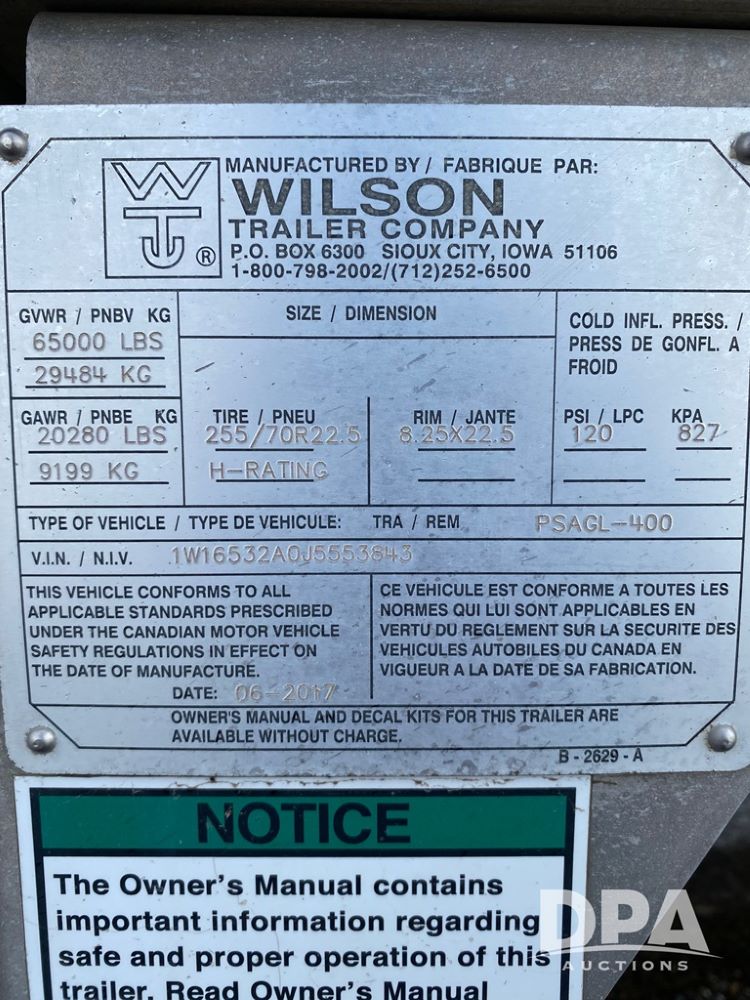 WTJ ®
MANUFACTURED BY / FABRIQUE PAR:
WILSON
TRAILER COMPANY
P.O. BOX 6300 SIOUX CITY, IOWA 51106
1-800-798-2002/(712)252-6500
GVWR / PNBV KG
65000 LBS
29484 KG
SIZE / DIMENSION
COLD INFL. PRESS. /
PRESS DE GONFL. A
FROID
GAWR / PNBE KG
20280 LBS
9199 KG
TIRE / PNEU
255/70R22.5
H-RATING
RIM / JANTE
8.25X22.5
PSI / LPC KPA
120 827
TYPE OF VEHICLE / TYPE DE VEHICULE: TRA / REM PSAGL-400
V.I.N. / N.I.V. 1W16532A0J5553843
THIS VEHICLE CONFORMS TO ALL
APPLICABLE STANDARDS PRESCRIBED
UNDER THE CANADIAN MOTOR VEHICLE
SAFETY REGULATIONS IN EFFECT ON
THE DATE OF MANUFACTURE.
DATE: 06-2017
CE VEHICULE EST CONFORME A TOUTES LES
NORMES QUI LUI SONT APPLICABLES EN
VERTU DU REGLEMENT SUR LA SECURITE DES
VEHICULES AUTOBILES DU CANADA EN
VIGUEUR A LA DATE DE SA FABRICATION.
OWNER'S MANUAL AND DECAL KITS FOR THIS TRAILER ARE
AVAILABLE WITHOUT CHARGE.
B - 2629 - A
NOTICE
The Owner's Manual contains
important information regarding
safe and proper operation of this
trailer. Read Owner's Manual
DPA
AUCTIONS